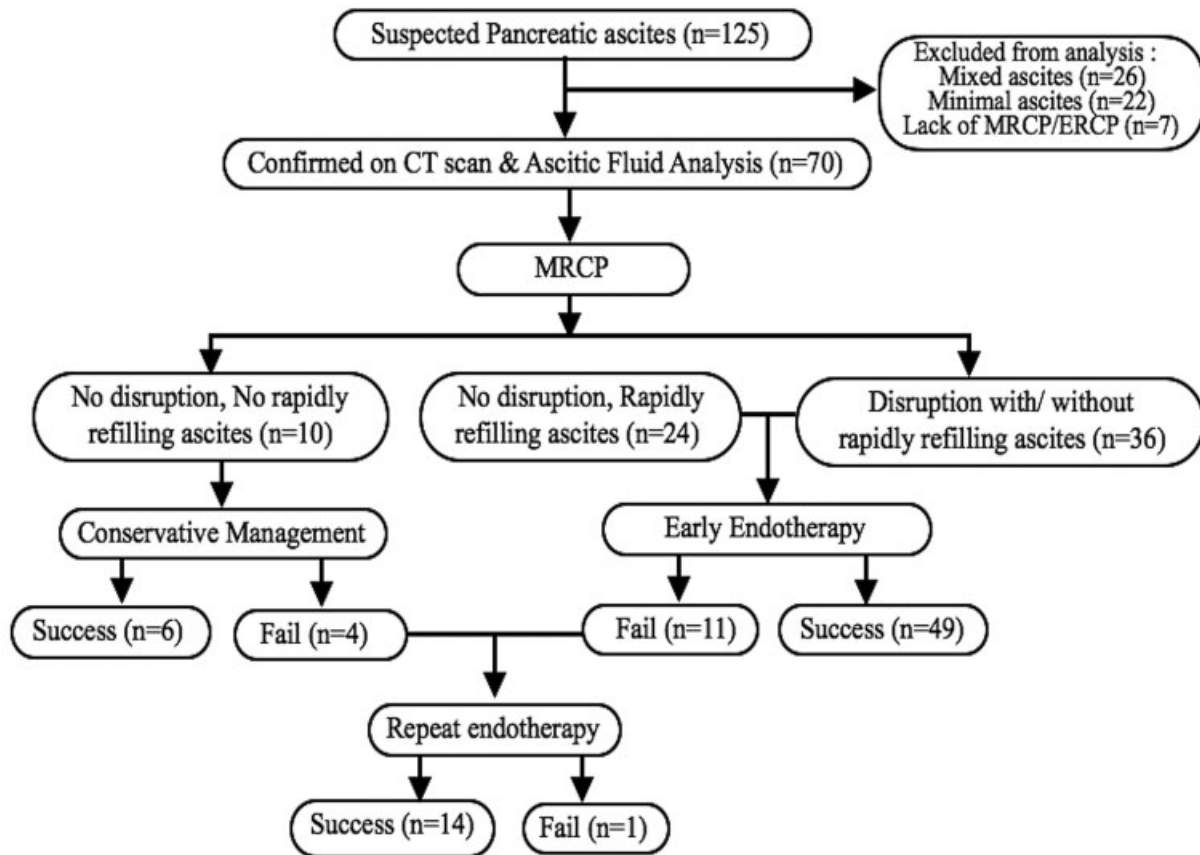 Suspected Pancreatic ascites (n=125)
Excluded from analysis :
Mixed ascites (n=26)
Minimal ascites (n=22)
Lack of MRCP/ERCP (n=7)
Confirmed on CT scan & Ascitic Fluid Analysis (n=70)
MRCP
No disruption, No rapidly
refilling ascites (n=10)
No disruption, Rapidly
refilling ascites (n=24)
Disruption with/ without
rapidly refilling ascites (n=36)
Conservative Management
Early Endotherapy
Success (n=6)
Fail (n=4)
Fail (n=11)
Success (n=49)
Repeat endotherapy
Success (n=14)
Fail (n=1)